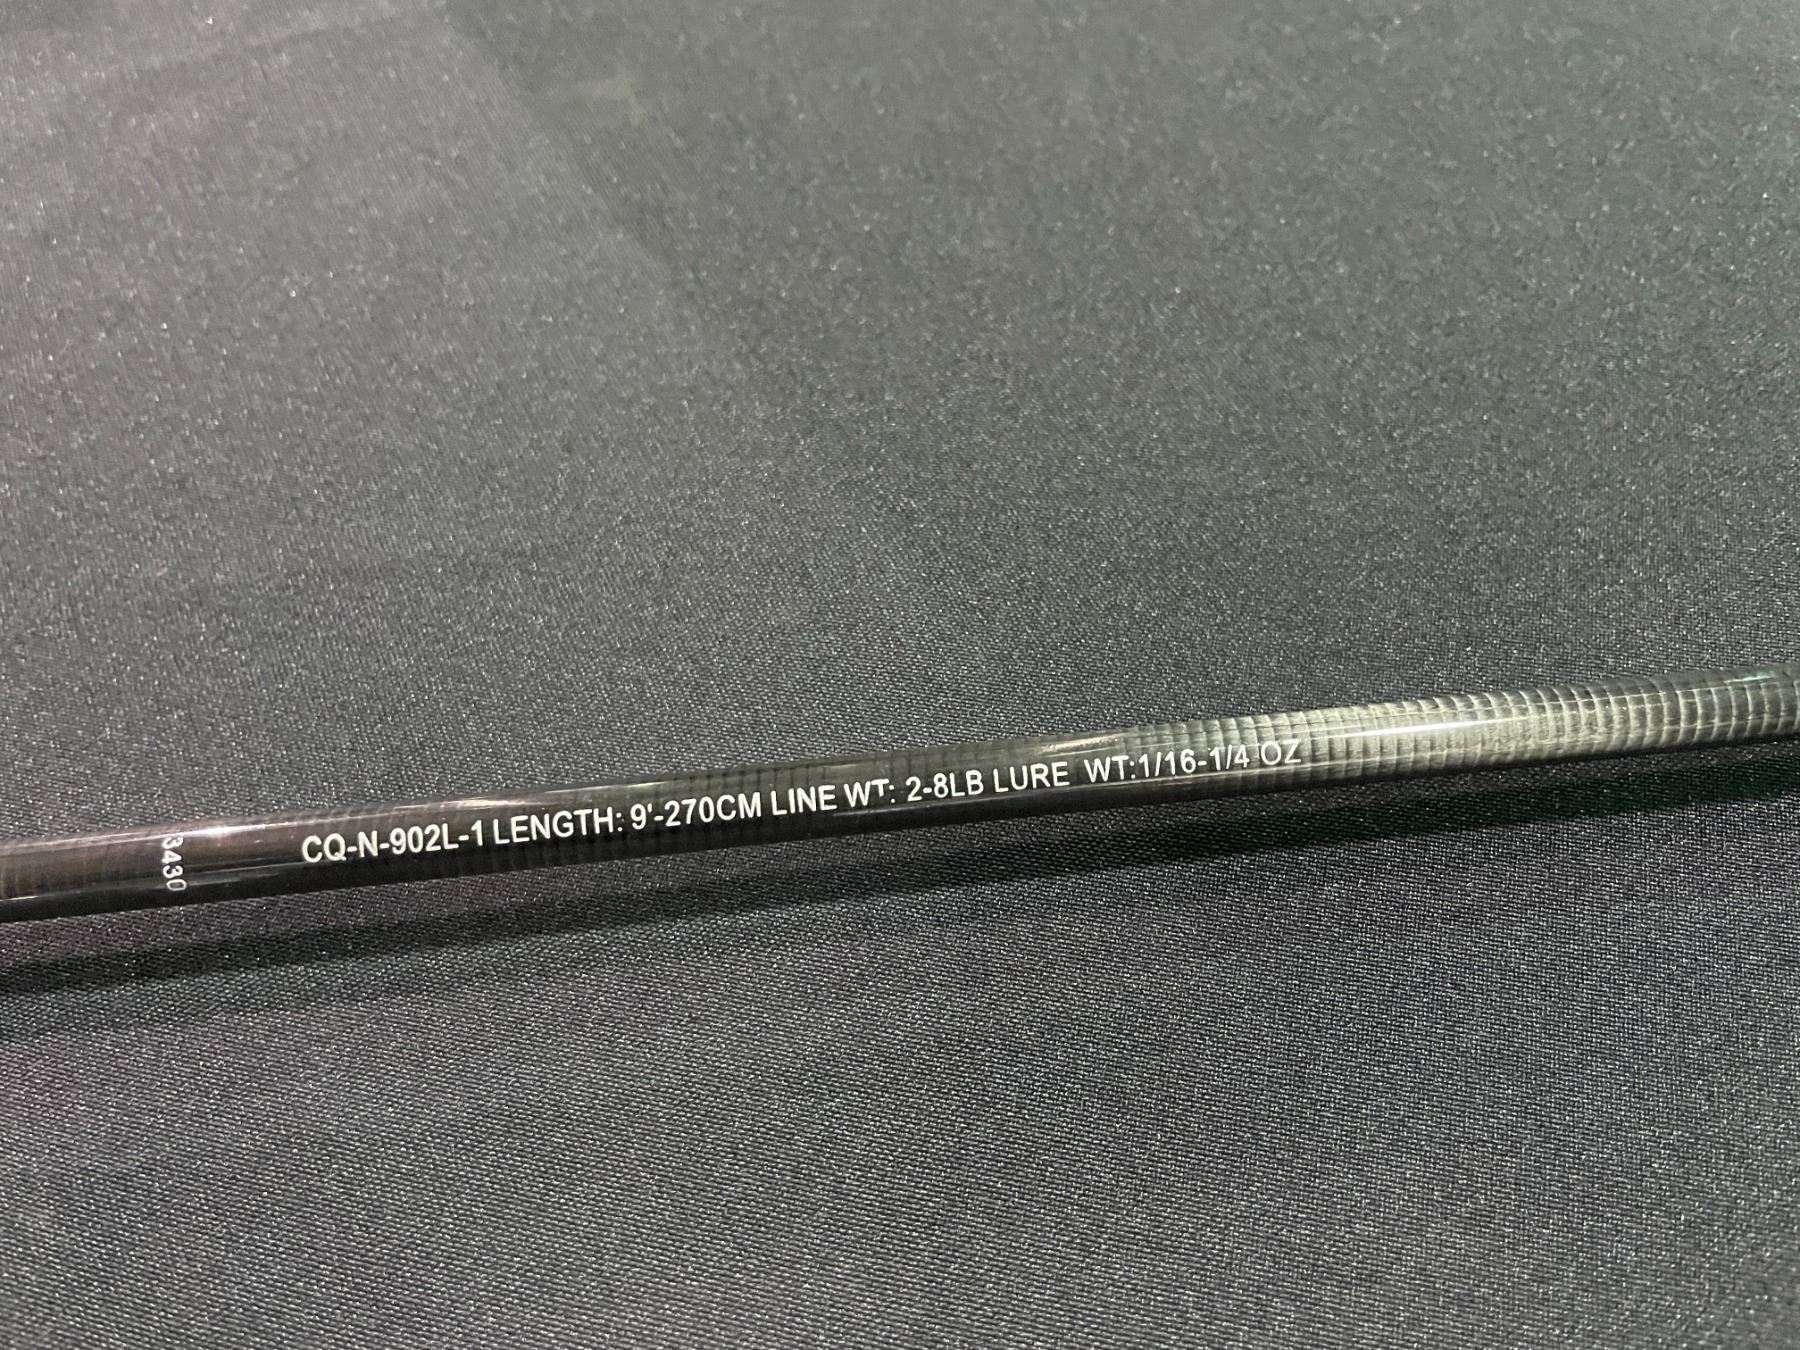 3430
CQ-N-902L-1 LENGTH: 9'-270CM LINE WT: 2-8LB LURE WT:1/16-1/4 OZ